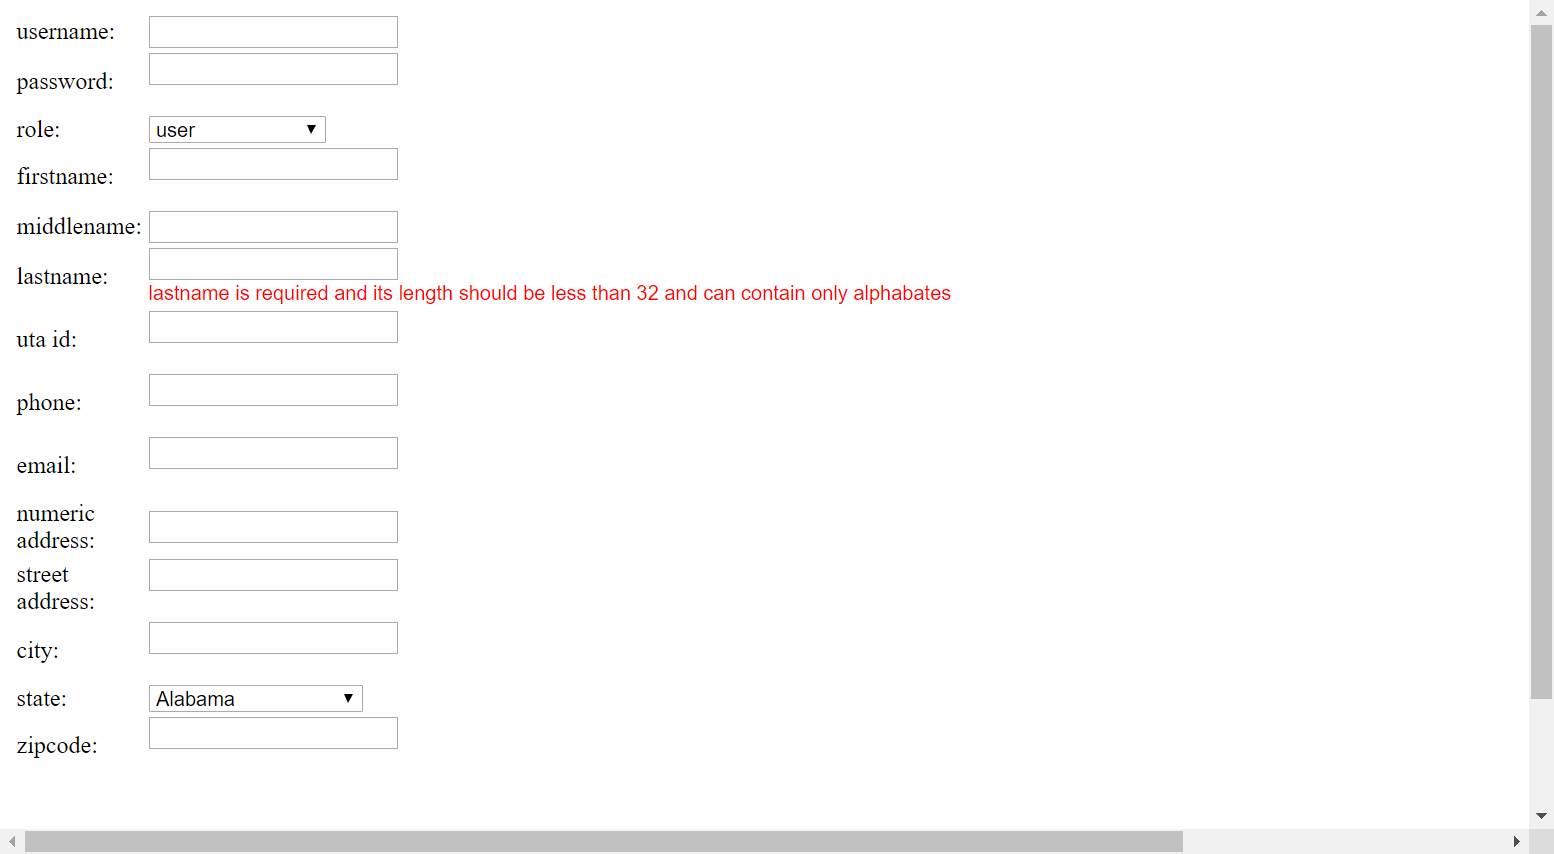 username:
password:
role: user
firstname:
middlename:
lastname:
lastname is required and its length should be less than 32 and can contain only alphabates
uta id:
phone:
email:
numeric
address:
street
address:
city:
state: Alabama
zipcode: